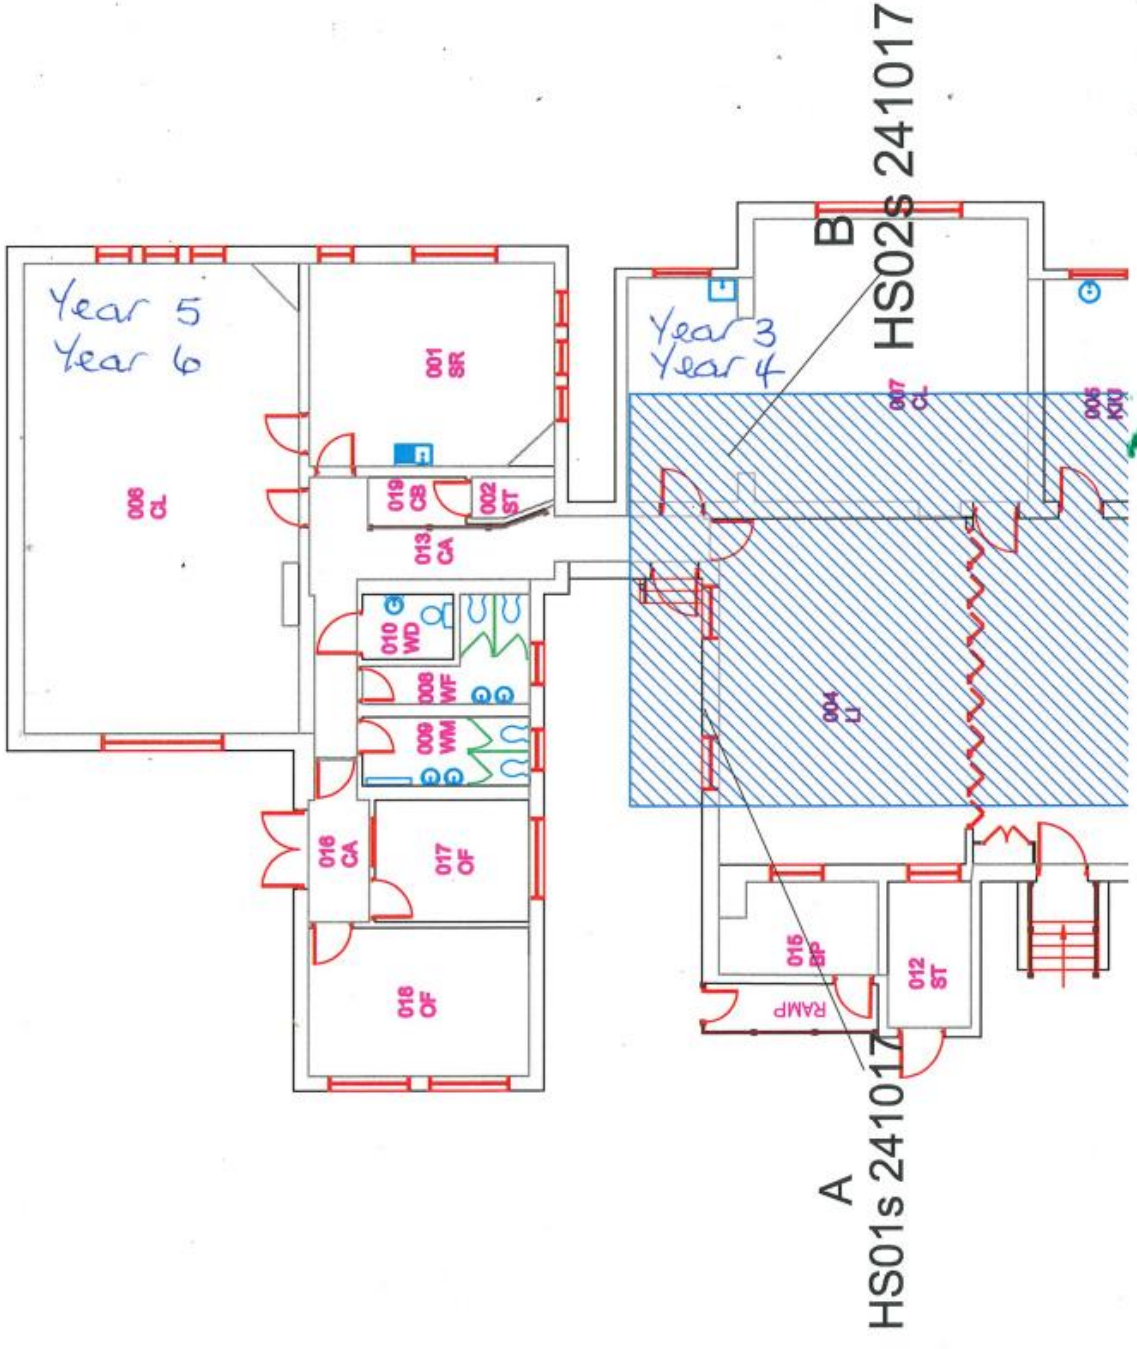 Year 5
Year 6
006
CL
001
SR
019
CB
002
ST
013
CA
010
WD
008
WF
009
WM
016
CA
017
OF
018
OF
Year 3
Year 4
007
CL
004
LI
015
BP
012
ST
RAMP
A
HS01s 241017
B
HS02s 241017